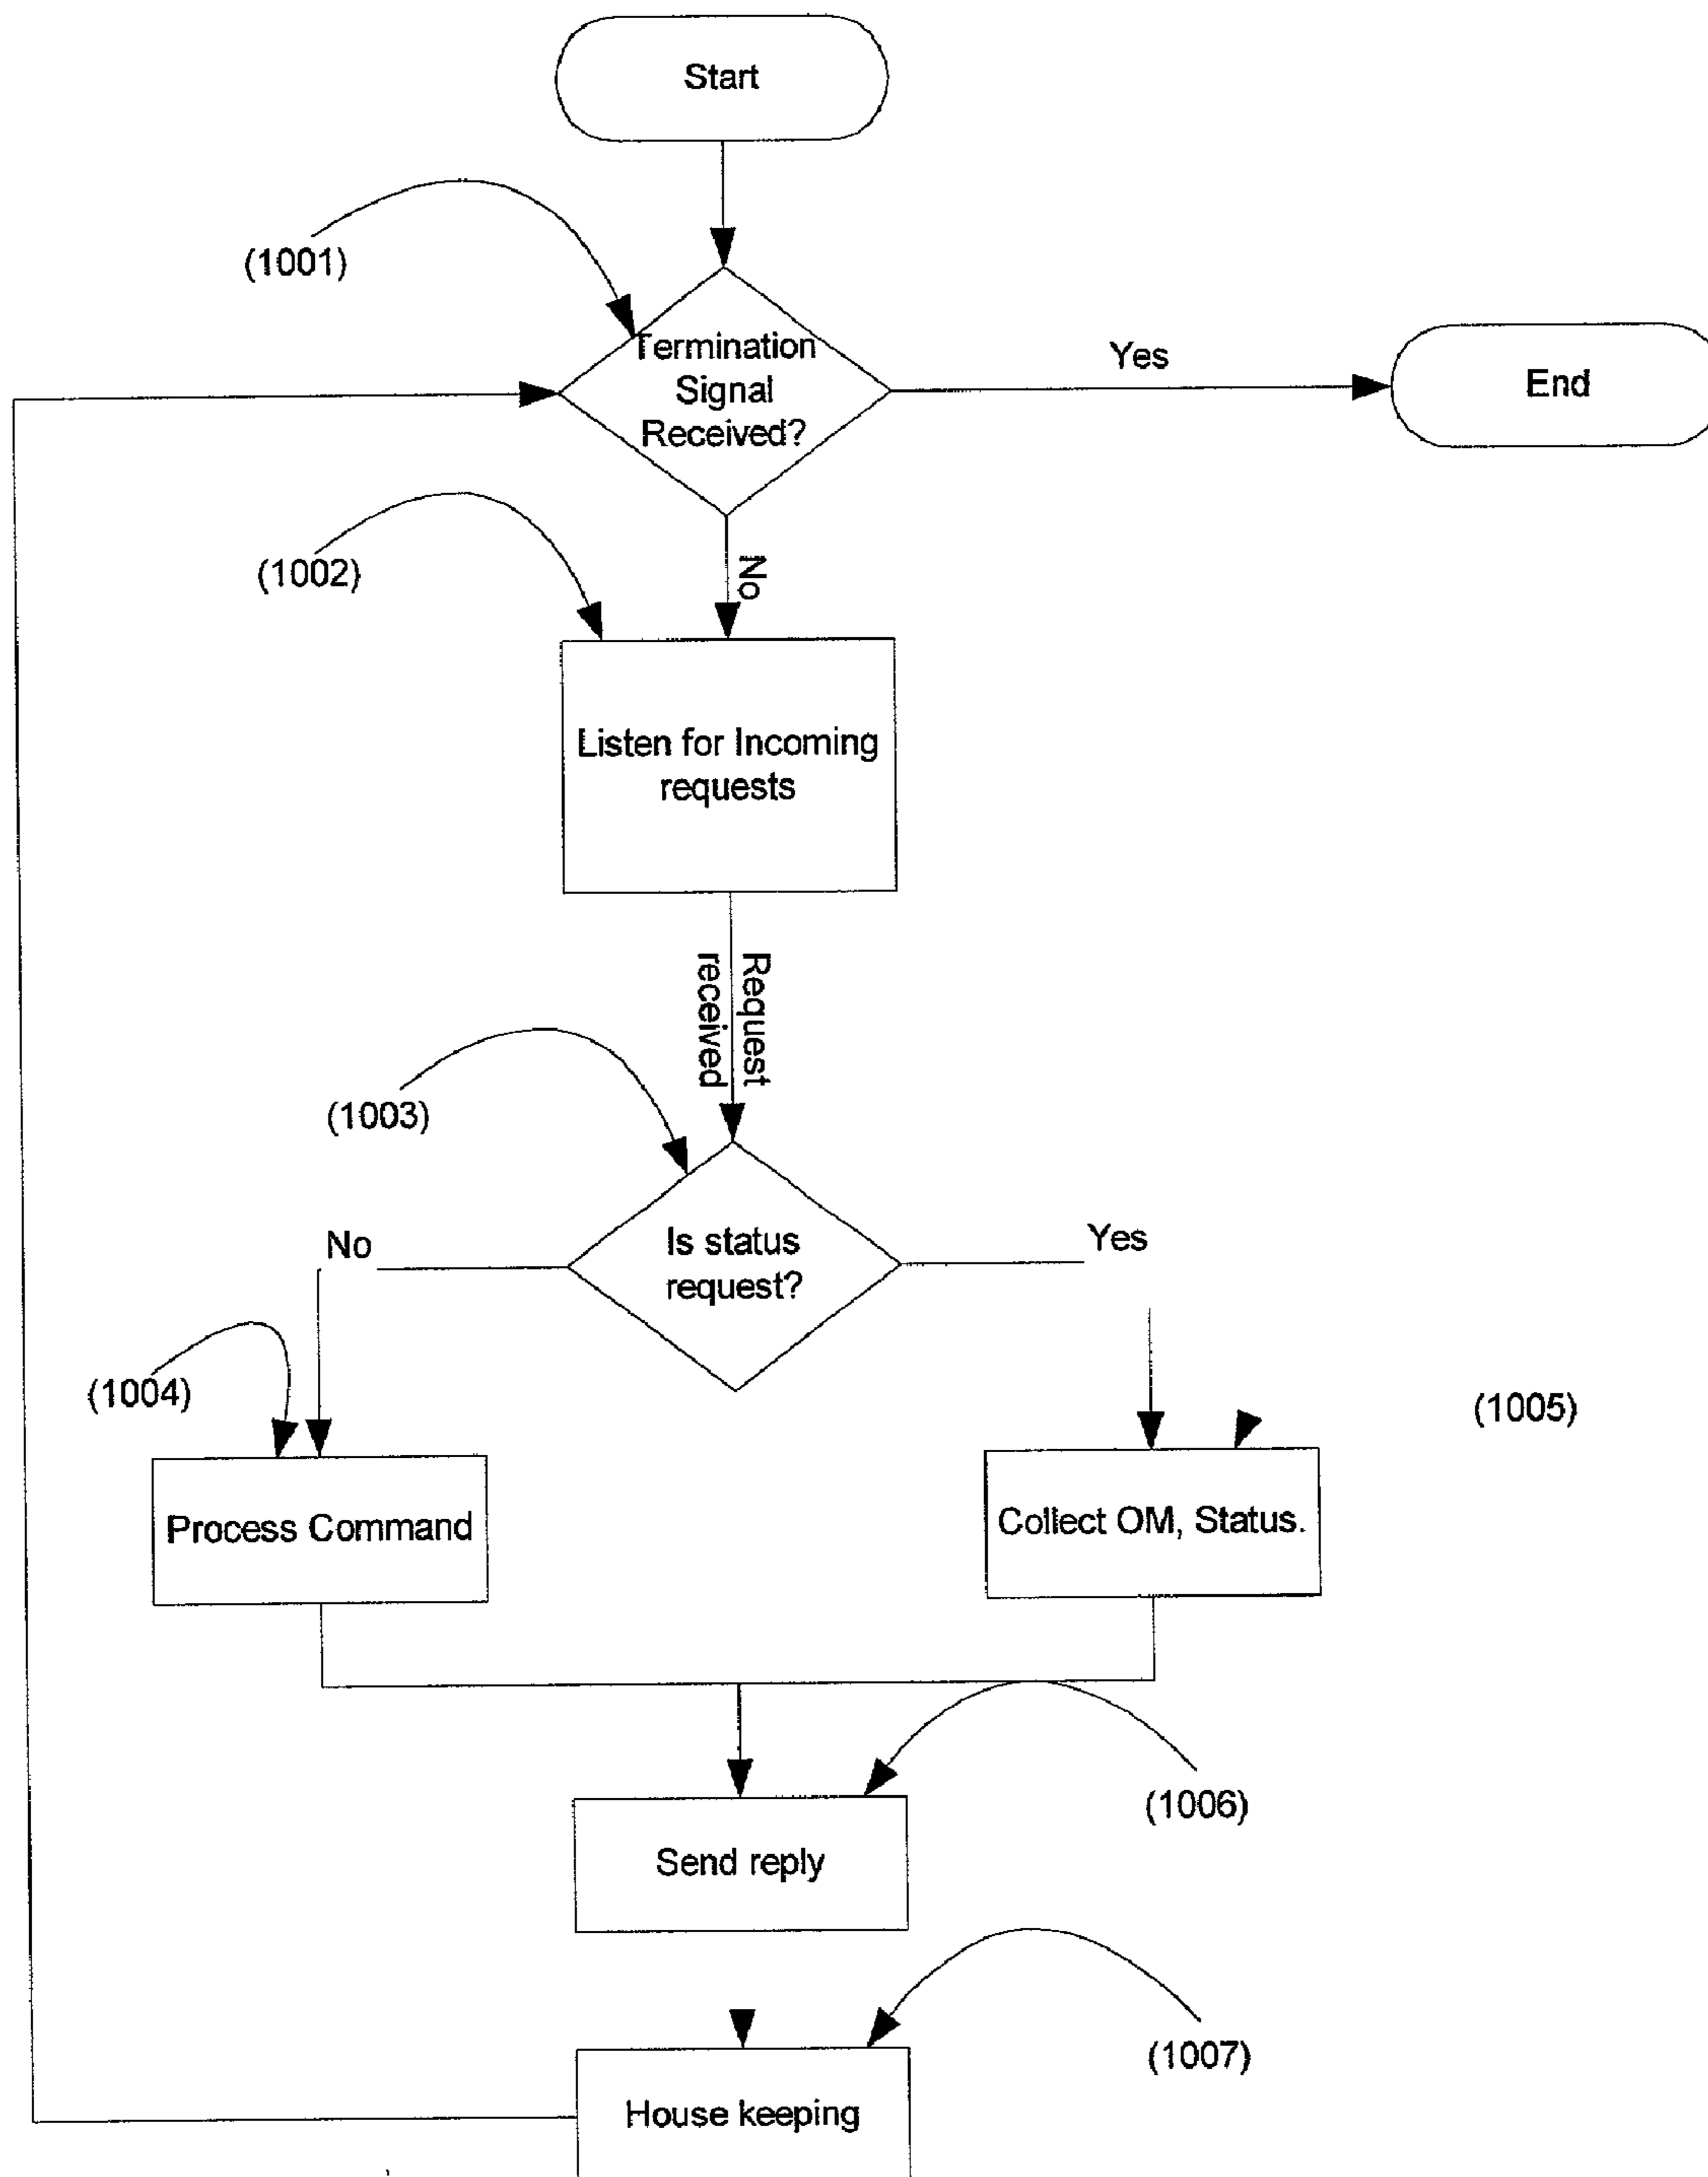 Start
(1001)
Termination
Signal
Received?
Yes
End
(1002)
No
Listen for Incoming
requests
Request
received
(1003)
Is status
request?
No
Yes
(1004)
(1005)
Process Command
Collect OM, Status.
(1006)
Send reply
(1007)
House keeping